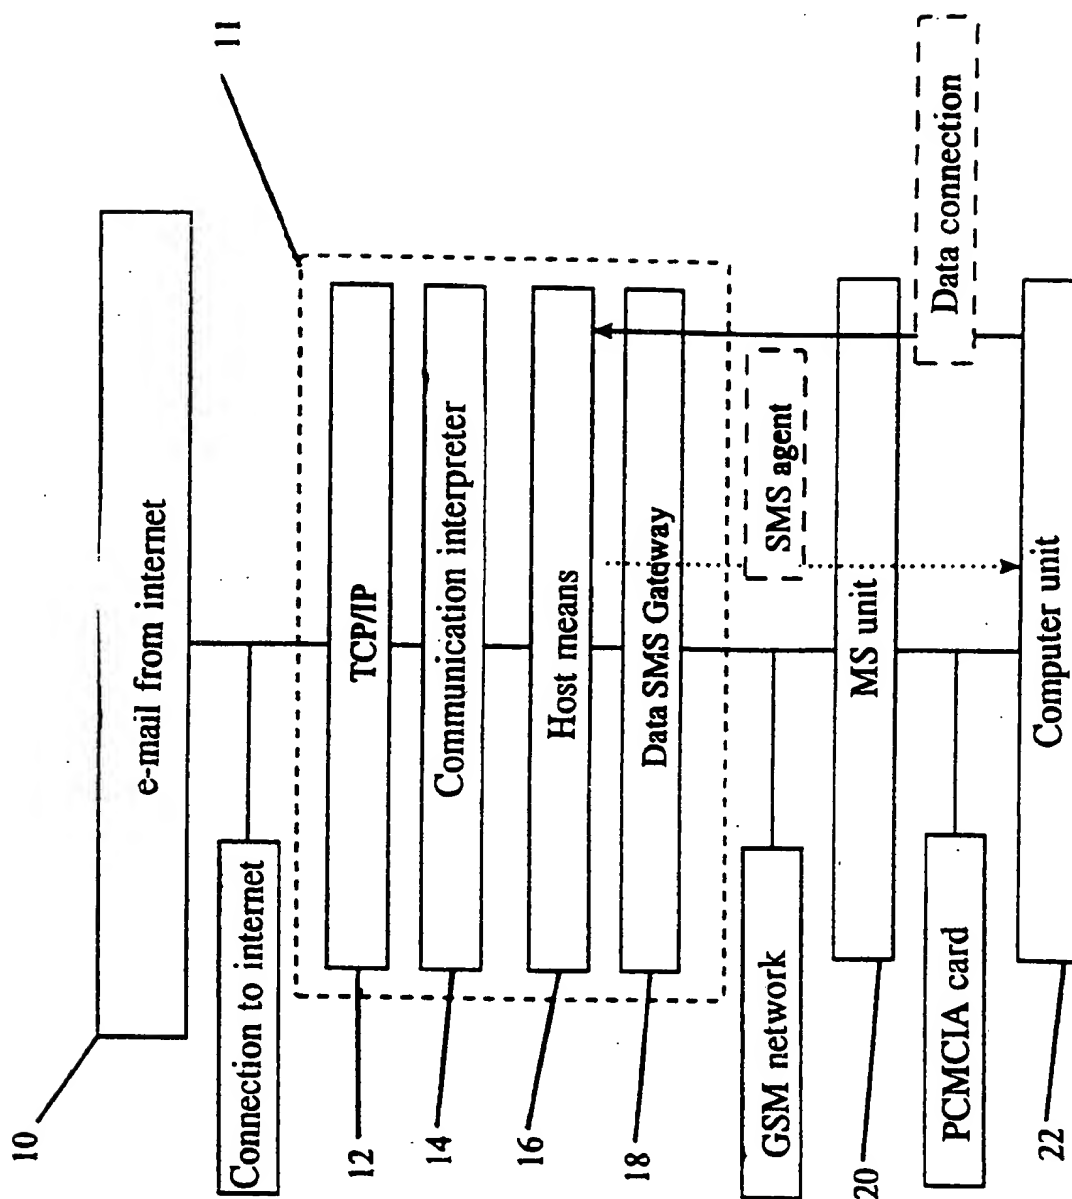 10
e-mail from internet
11
Connection to internet
12
TCP/IP
14
Communication interpreter
16
Host means
18
Data SMS Gateway
GSM network
SMS agent
20
MS unit
PCMCIA card
Data connection
22
Computer unit